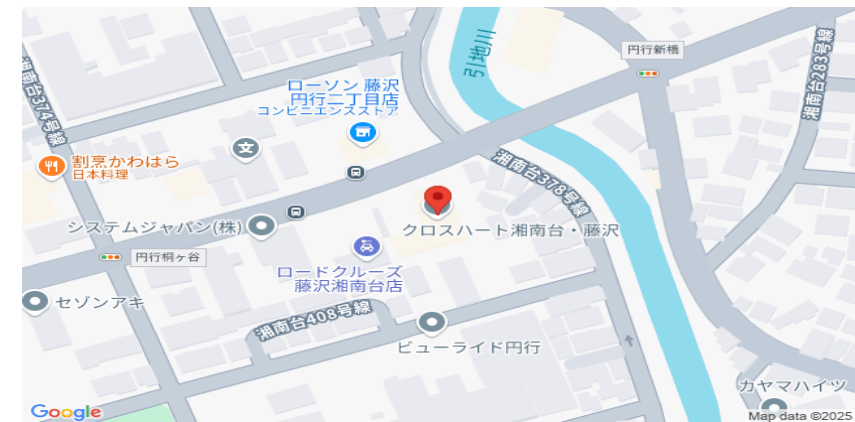 引地川
円行新橋
湘南台283号線
湘南台374号線
ローソン 藤沢
円行二丁目店
コンビニエンスストア
文
割烹かわはら
日本料理
湘南台378号線
システムジャパン(株)
クロスハート湘南台・藤沢
円行桐ヶ谷
ロードクルーズ
藤沢湘南台店
セゾンアキ
湘南台408号線
ビューライド円行
カヤマハイツ
Google
Map data ©2025